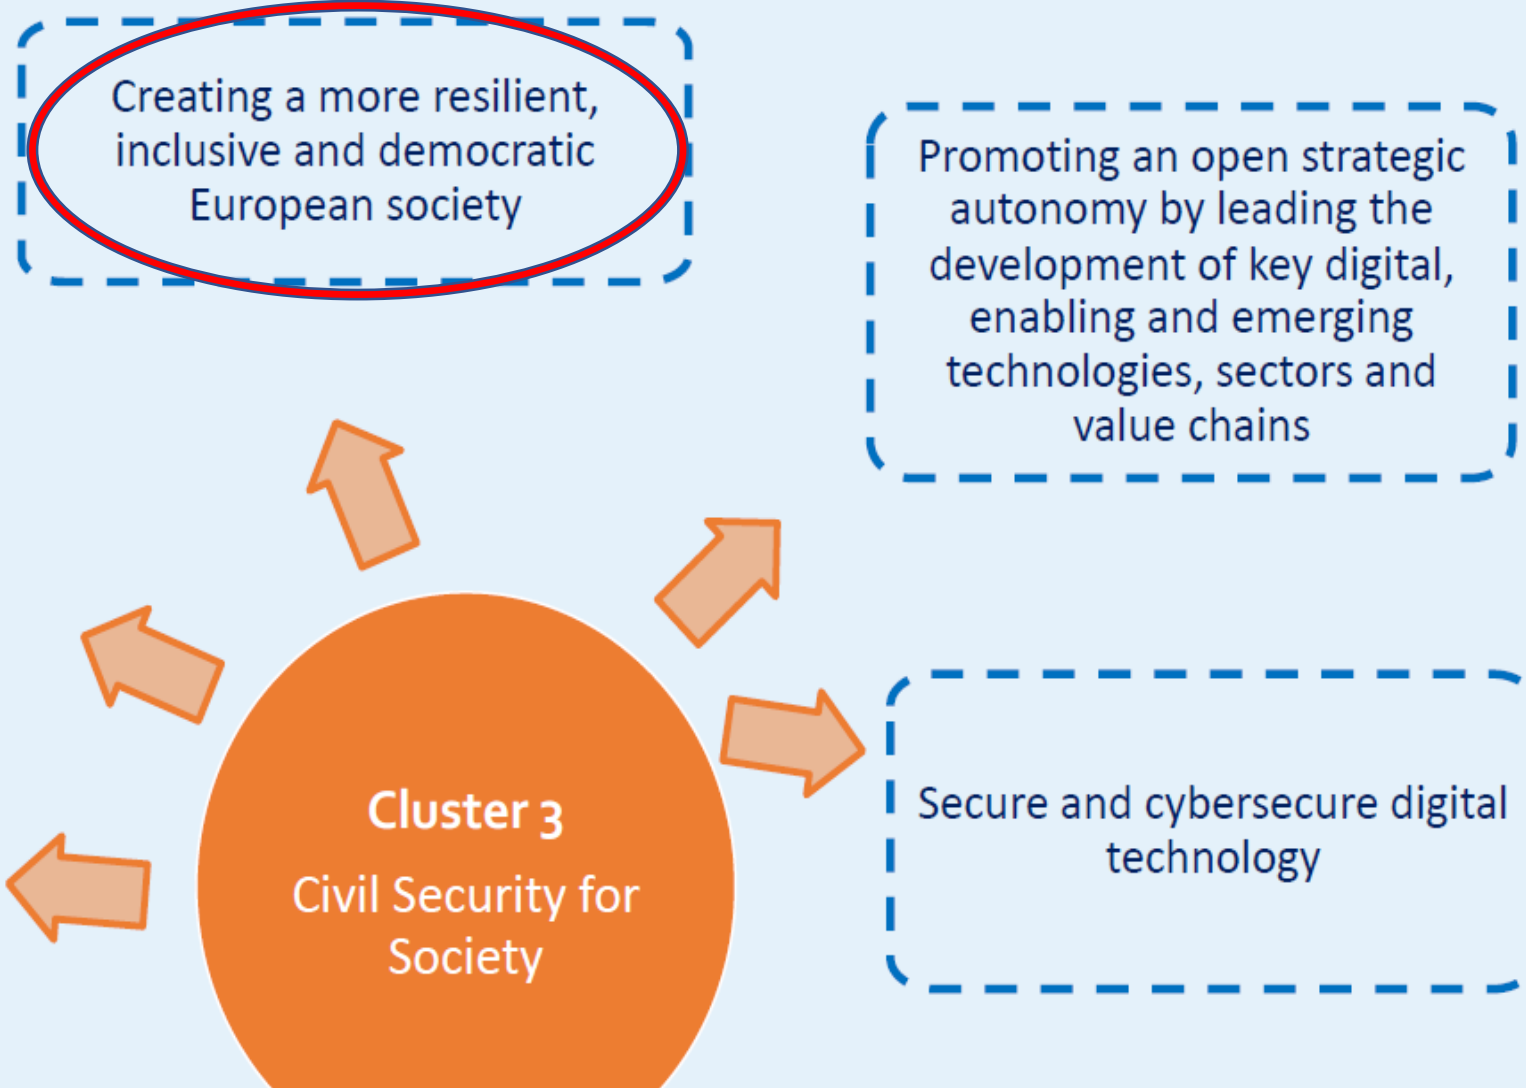 Creating a more resilient,
inclusive and democratic
European society
Promoting an open strategic
autonomy by leading the
development of key digital,
enabling and emerging
technologies, sectors and
value chains
Secure and cybersecure digital
technology
Cluster 3
Civil Security for
Society